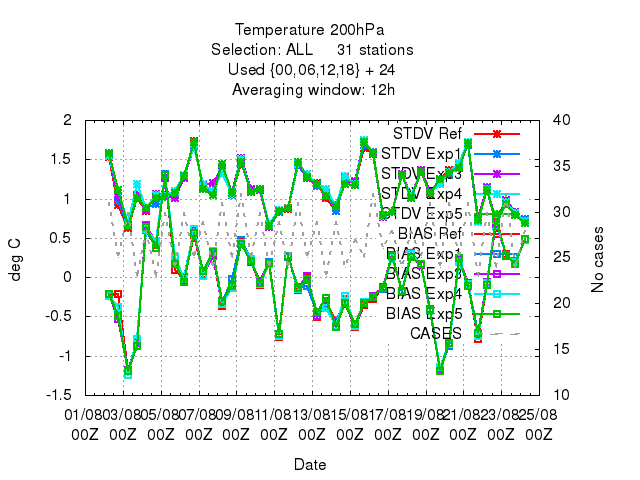 Temperature 200hPa
Selection: ALL 31 stations
Used {00,06,12,18} + 24
Averaging window: 12h
2
1.5
1
0.5
0
-0.5
-1
-1.5
deg C
40
35
30
25
20
15
10
No cases
STDV Ref
STDV Exp1
STDV Exp3
STDV Exp4
STDV Exp5
BIAS Ref
BIAS Exp1
BIAS Exp3
BIAS Exp4
BIAS Exp5
CASES
01/08 03/08 05/08 07/08 09/08 11/08 13/08 15/08 17/08 19/08 21/08 23/08 25/08
00Z 00Z 00Z 00Z 00Z 00Z 00Z 00Z 00Z 00Z 00Z 00Z 00Z
Date